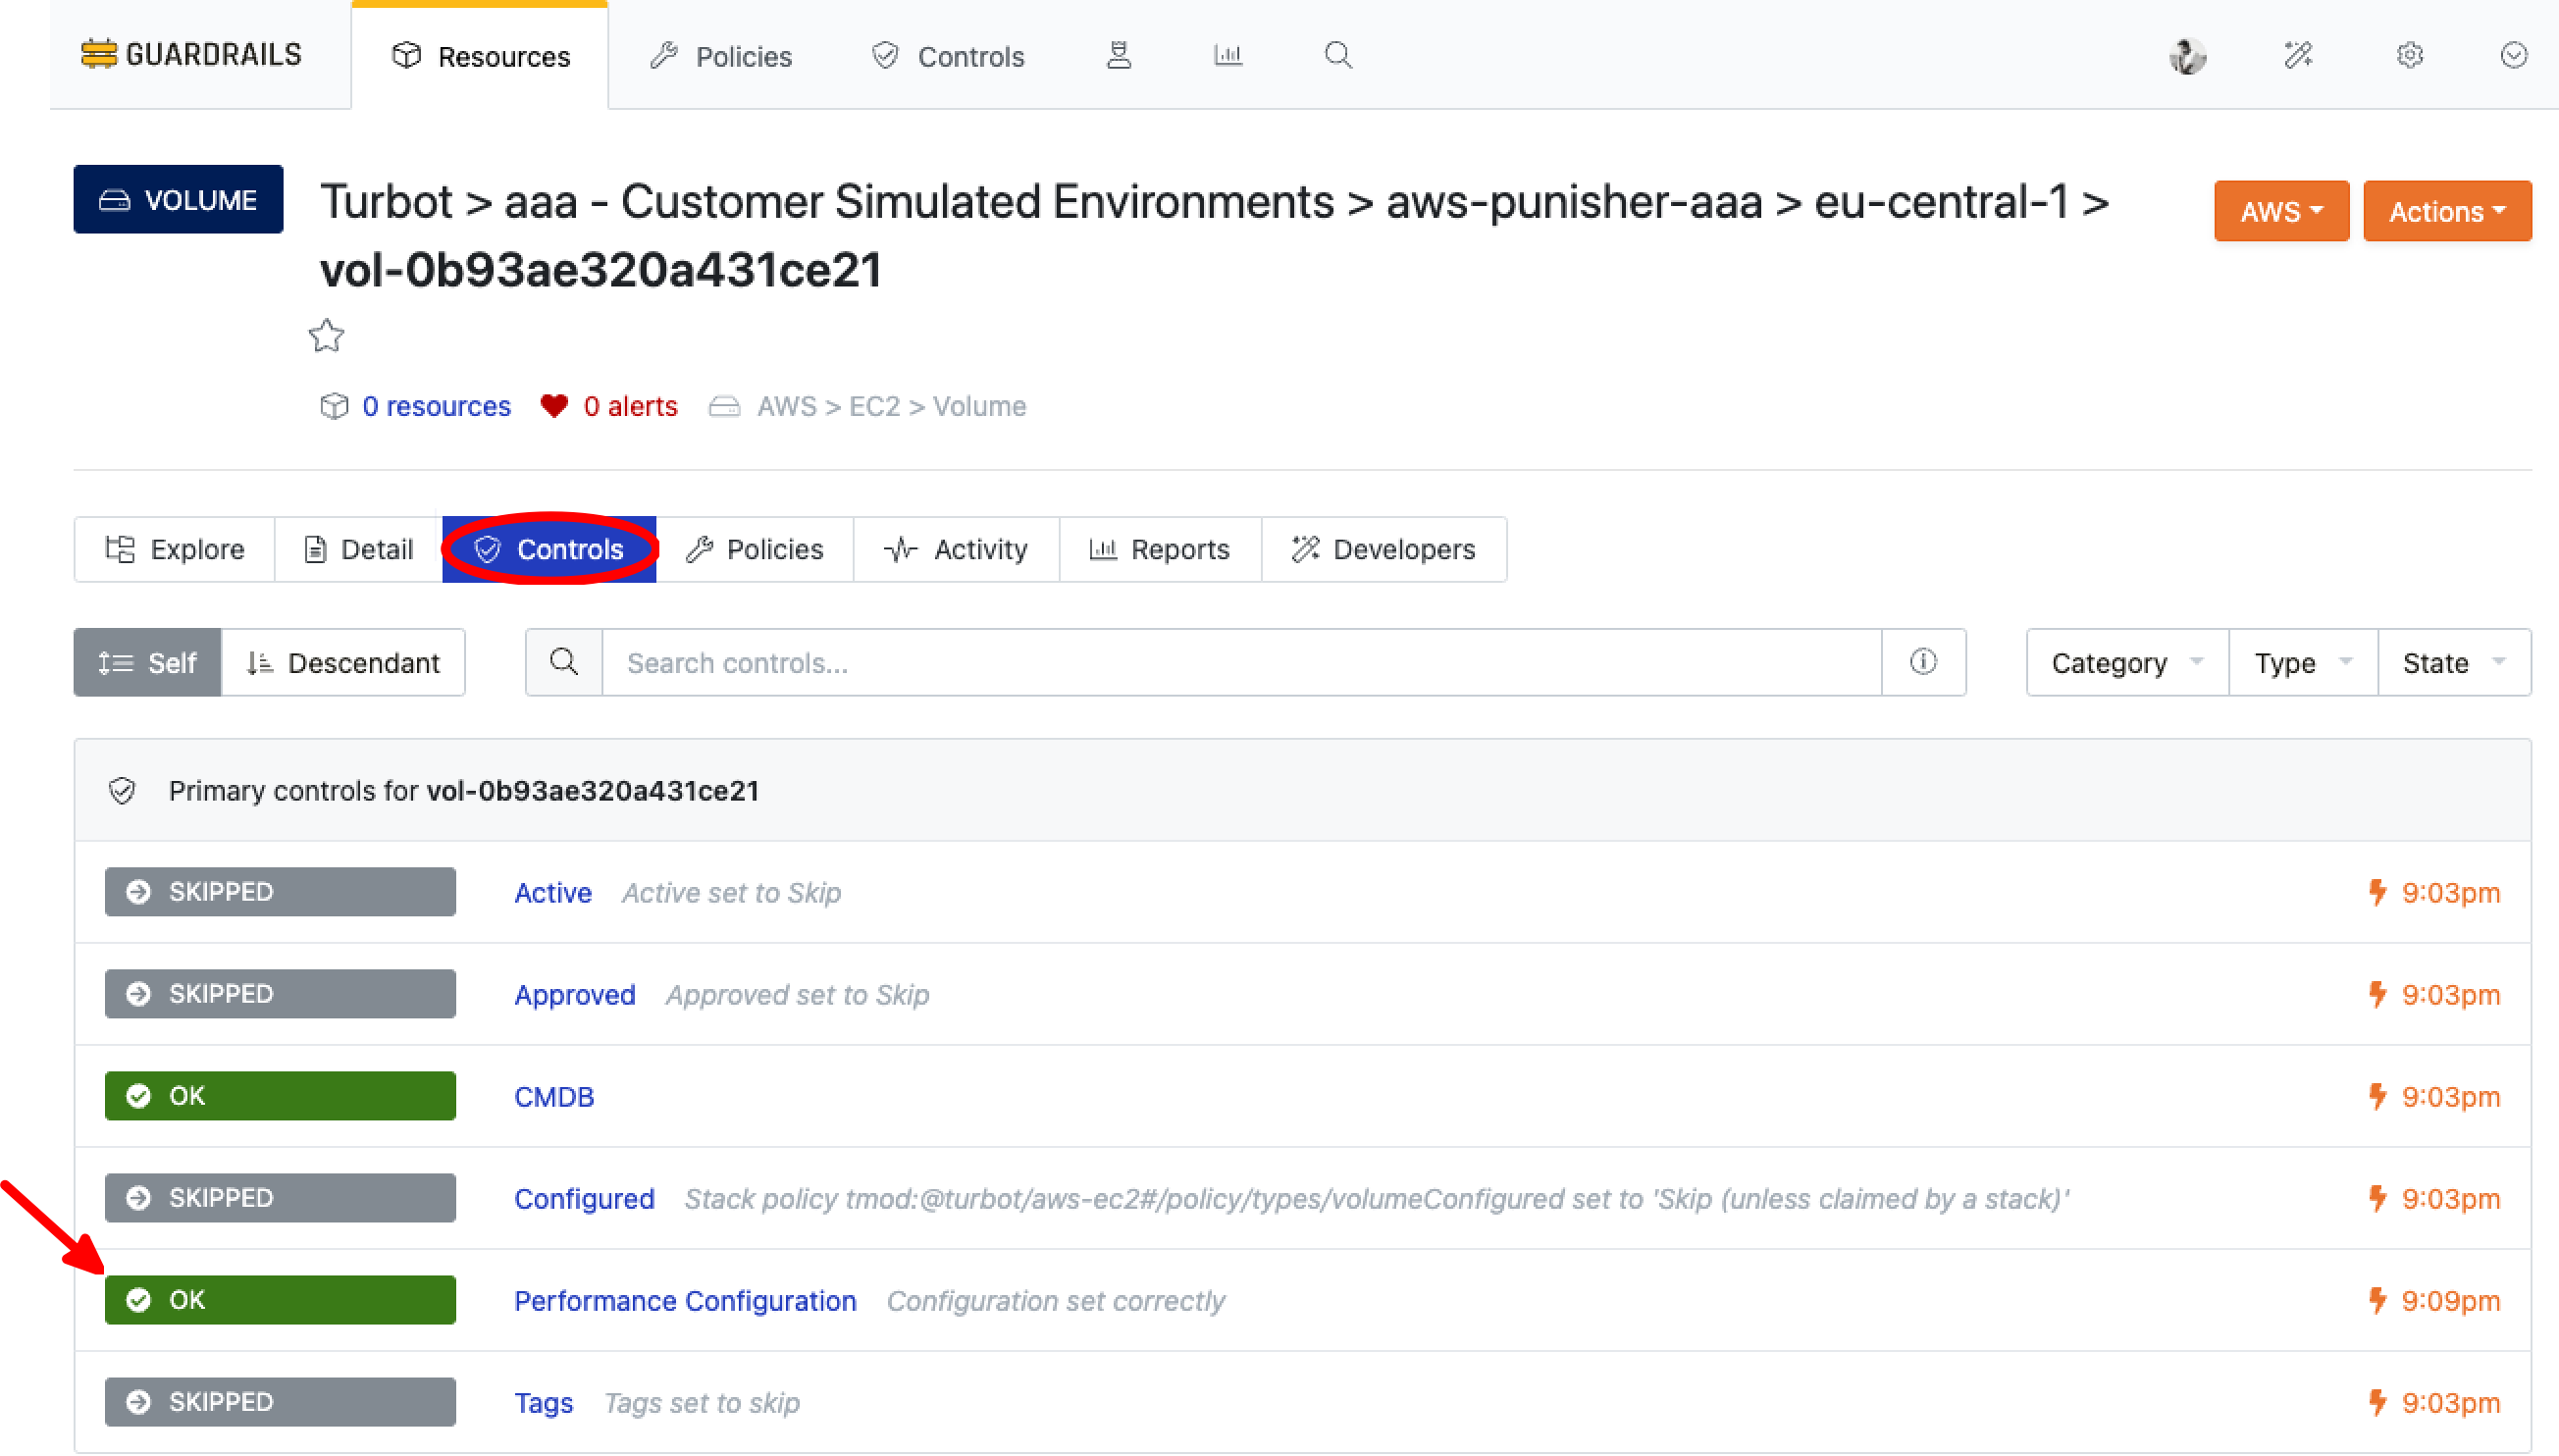 GUARDRAILS Resources Policies Controls
VOLUME Turbot > aaa - Customer Simulated Environments > aws-punisher-aaa > eu-central-1 > AWS Actions
vol-0b93ae320a431ce21
0 resources 0 alerts AWS > EC2 > Volume
Explore Detail Controls Policies Activity Reports Developers
Self Descendant Search controls... Category Type State
Primary controls for vol-0b93ae320a431ce21
SKIPPED Active Active set to Skip 9:03pm
SKIPPED Approved Approved set to Skip 9:03pm
OK CMDB 9:03pm
SKIPPED Configured Stack policy tmod:@turbot/aws-ec2#/policy/types/volumeConfigured set to 'Skip (unless claimed by a stack)' 9:03pm
OK Performance Configuration Configuration set correctly 9:09pm
SKIPPED Tags Tags set to skip 9:03pm